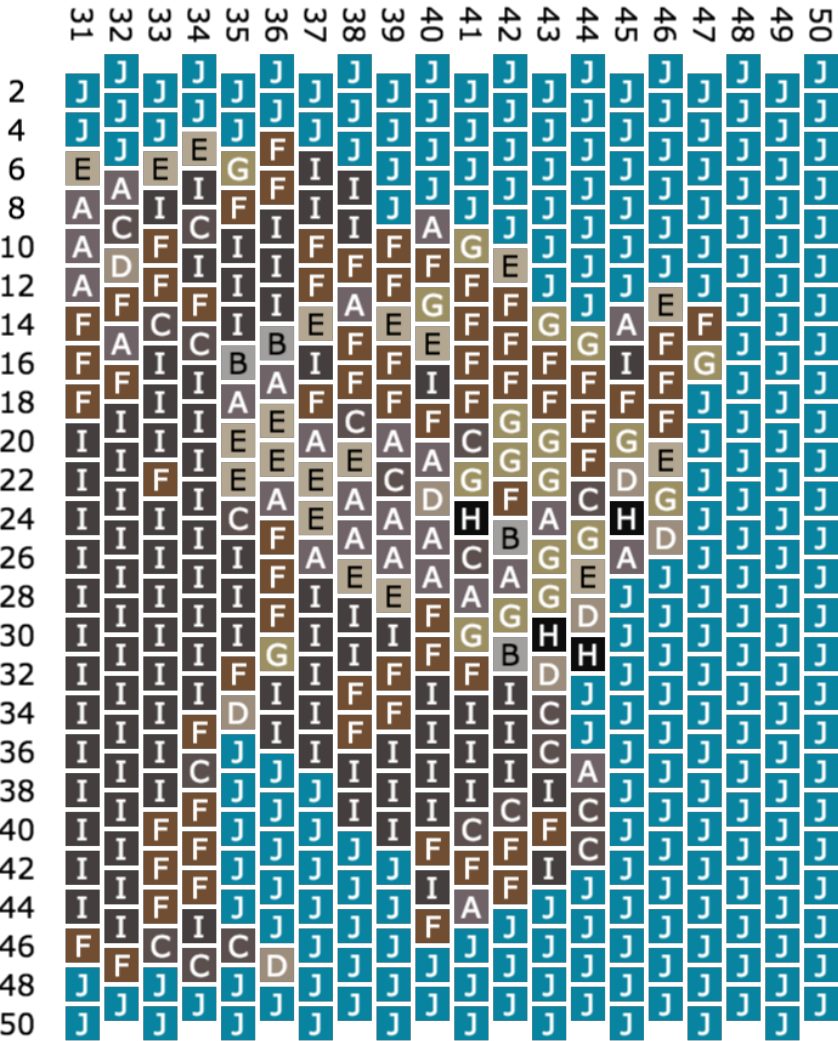 31 32 33 34 35 36 37 38 39 40 41 42 43 44 45 46 47 48 49 50
J J J J J J J J J J
2 J J J J J J J J J J
J J J J J J J J J J
4 J J J J J J J J J J
J E F J J J J J J J
6 E E G I J J J J J J
A I F I J J J J J J
8 A I F I J J J J J J
C C I I A J J J J J
10 A F I F F G J J J J
D I I F F E J J J J
12 A F I F F F J J J J
F F I A G F J E J J
14 F C I E E F G A F J
A C B F E F G F J J
16 F I B I F F F I G J
F I A F I F F F J J
18 F I A F F F F F J J
I I E C F G F F J J
20 I I E A A C G G J J
I I E E A G F E J J
22 I F E E C G G D J J
I I A A D F C G J J
24 I I C E A H A H J J
I I F A A B G D J J
26 I I I A A C G A J J
I I F E A A E J J J
28 I I I I E A G J J J
I I F I F G D J J J
30 I I I I I G H J J J
I I G I F B H J J J
32 I I F I F F D J J J
I I I F I I J J J J
34 I I D I F I C J J J
I F I F I I J J J J
36 I I J I I I C J J J
I C J I I I A J J J
38 I I J J I I I J J J
I F J I I C C J J J
40 I F J J I C F J J J
I F J J F F C J J J
42 I F J J J F I J J J
I F J J I F J J J J
44 I F J J J A J J J J
I I J J F J J J J J
46 F C C J J J J J J J
F C D J J J J J J J
48 J J J J J J J J J J
J J J J J J J J J J
50 J J J J J J J J J J